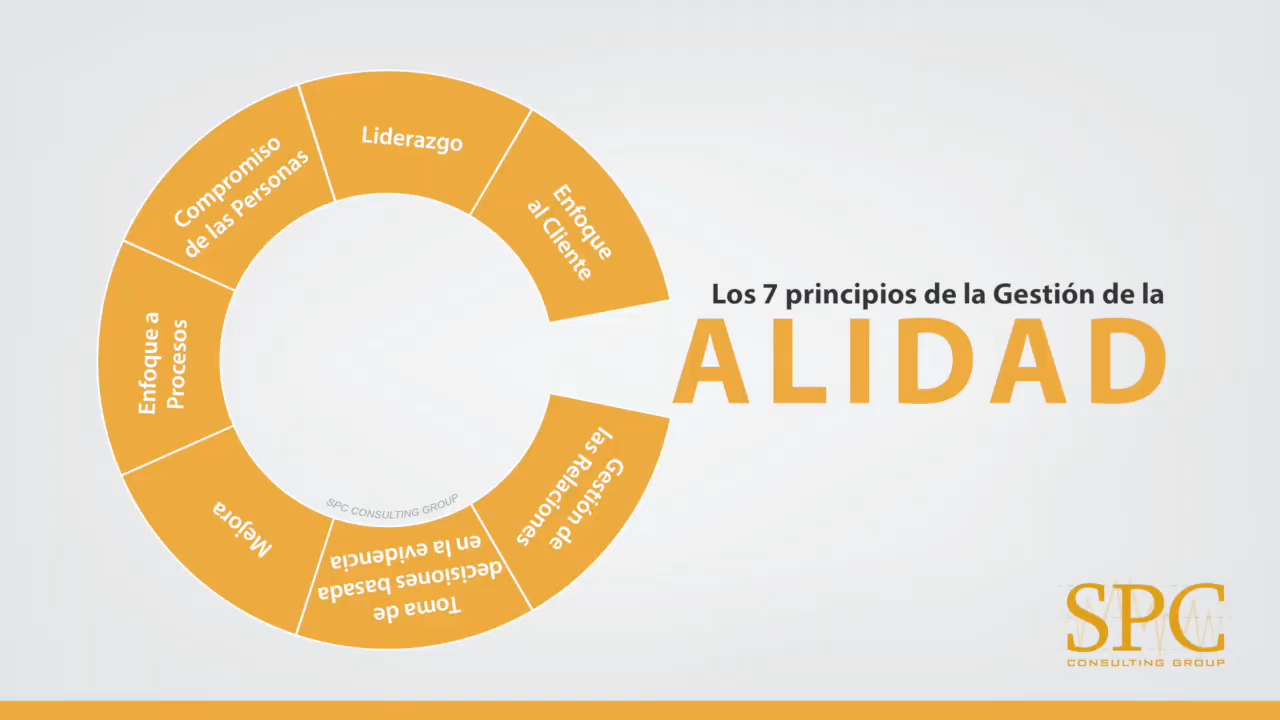 Los 7 principios de la Gestión de la
ALIDAD
Enfoque
al Cliente
Liderazgo
Compromiso
de las Personas
Enfoque a
Procesos
Mejora
Toma de
decisiones basada
en la evidencia
Gestión de
las Relaciones
SPC CONSULTING GROUP
SPC
CONSULTING GROUP